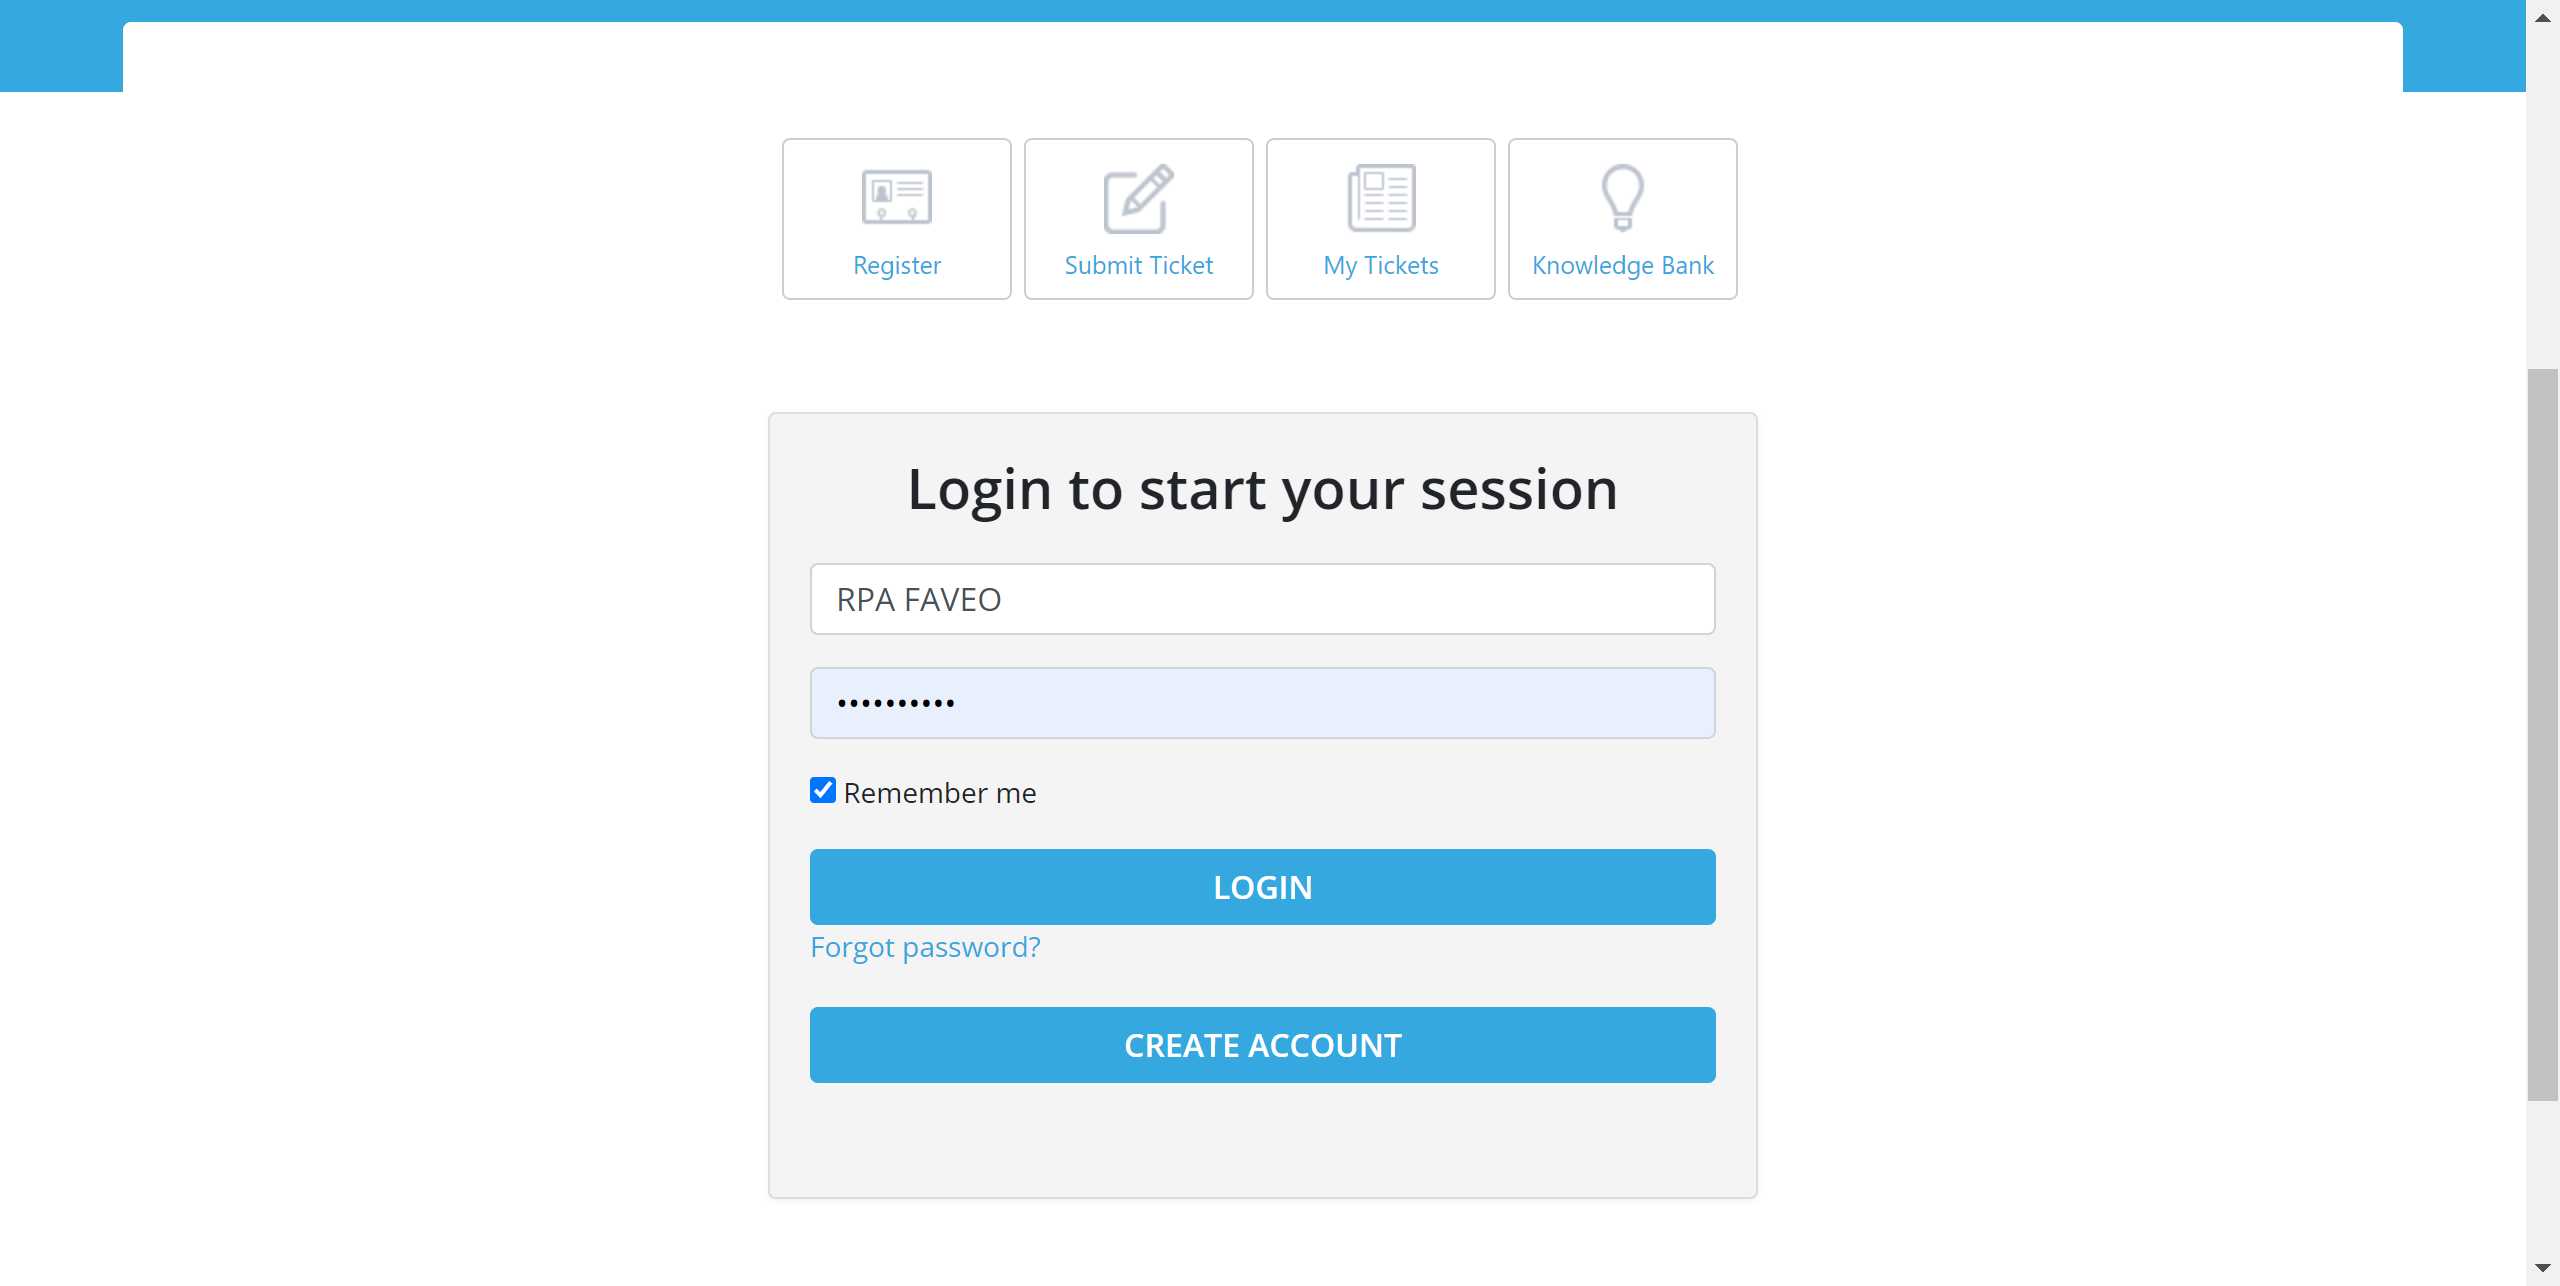 Register
Submit Ticket
My Tickets
Knowledge Bank
Login to start your session
RPA FAVEO
••••••••••
Remember me
LOGIN
Forgot password?
CREATE ACCOUNT